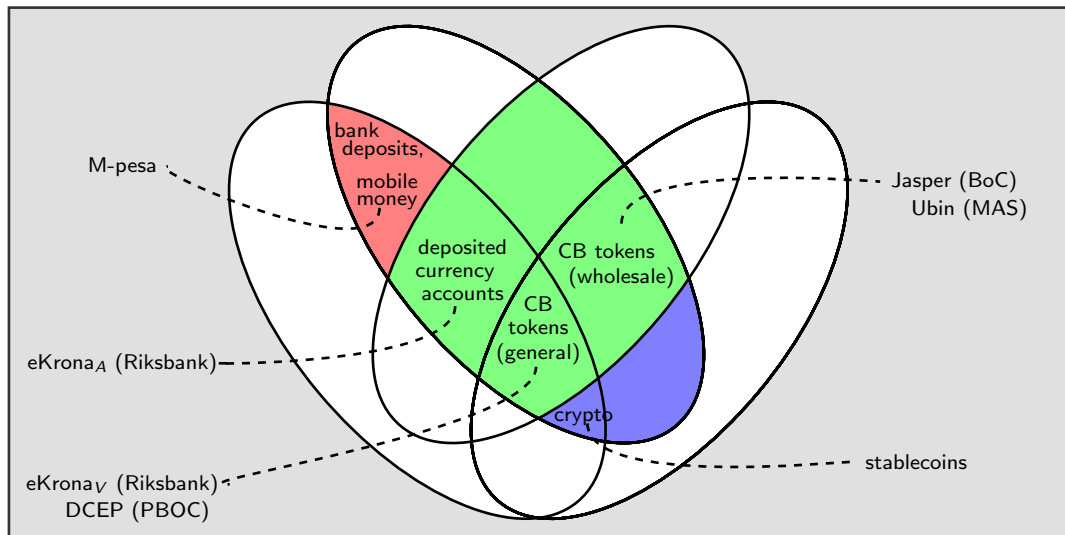 bank
deposits,
mobile
money
M-pesa
Jasper (BoC)
Ubin (MAS)
deposited
currency
accounts
CB tokens
(wholesale)
CB
tokens
(general)
eKrona_A (Riksbank)
crypto
stablecoins
eKrona_V (Riksbank)
DCEP (PBOC)